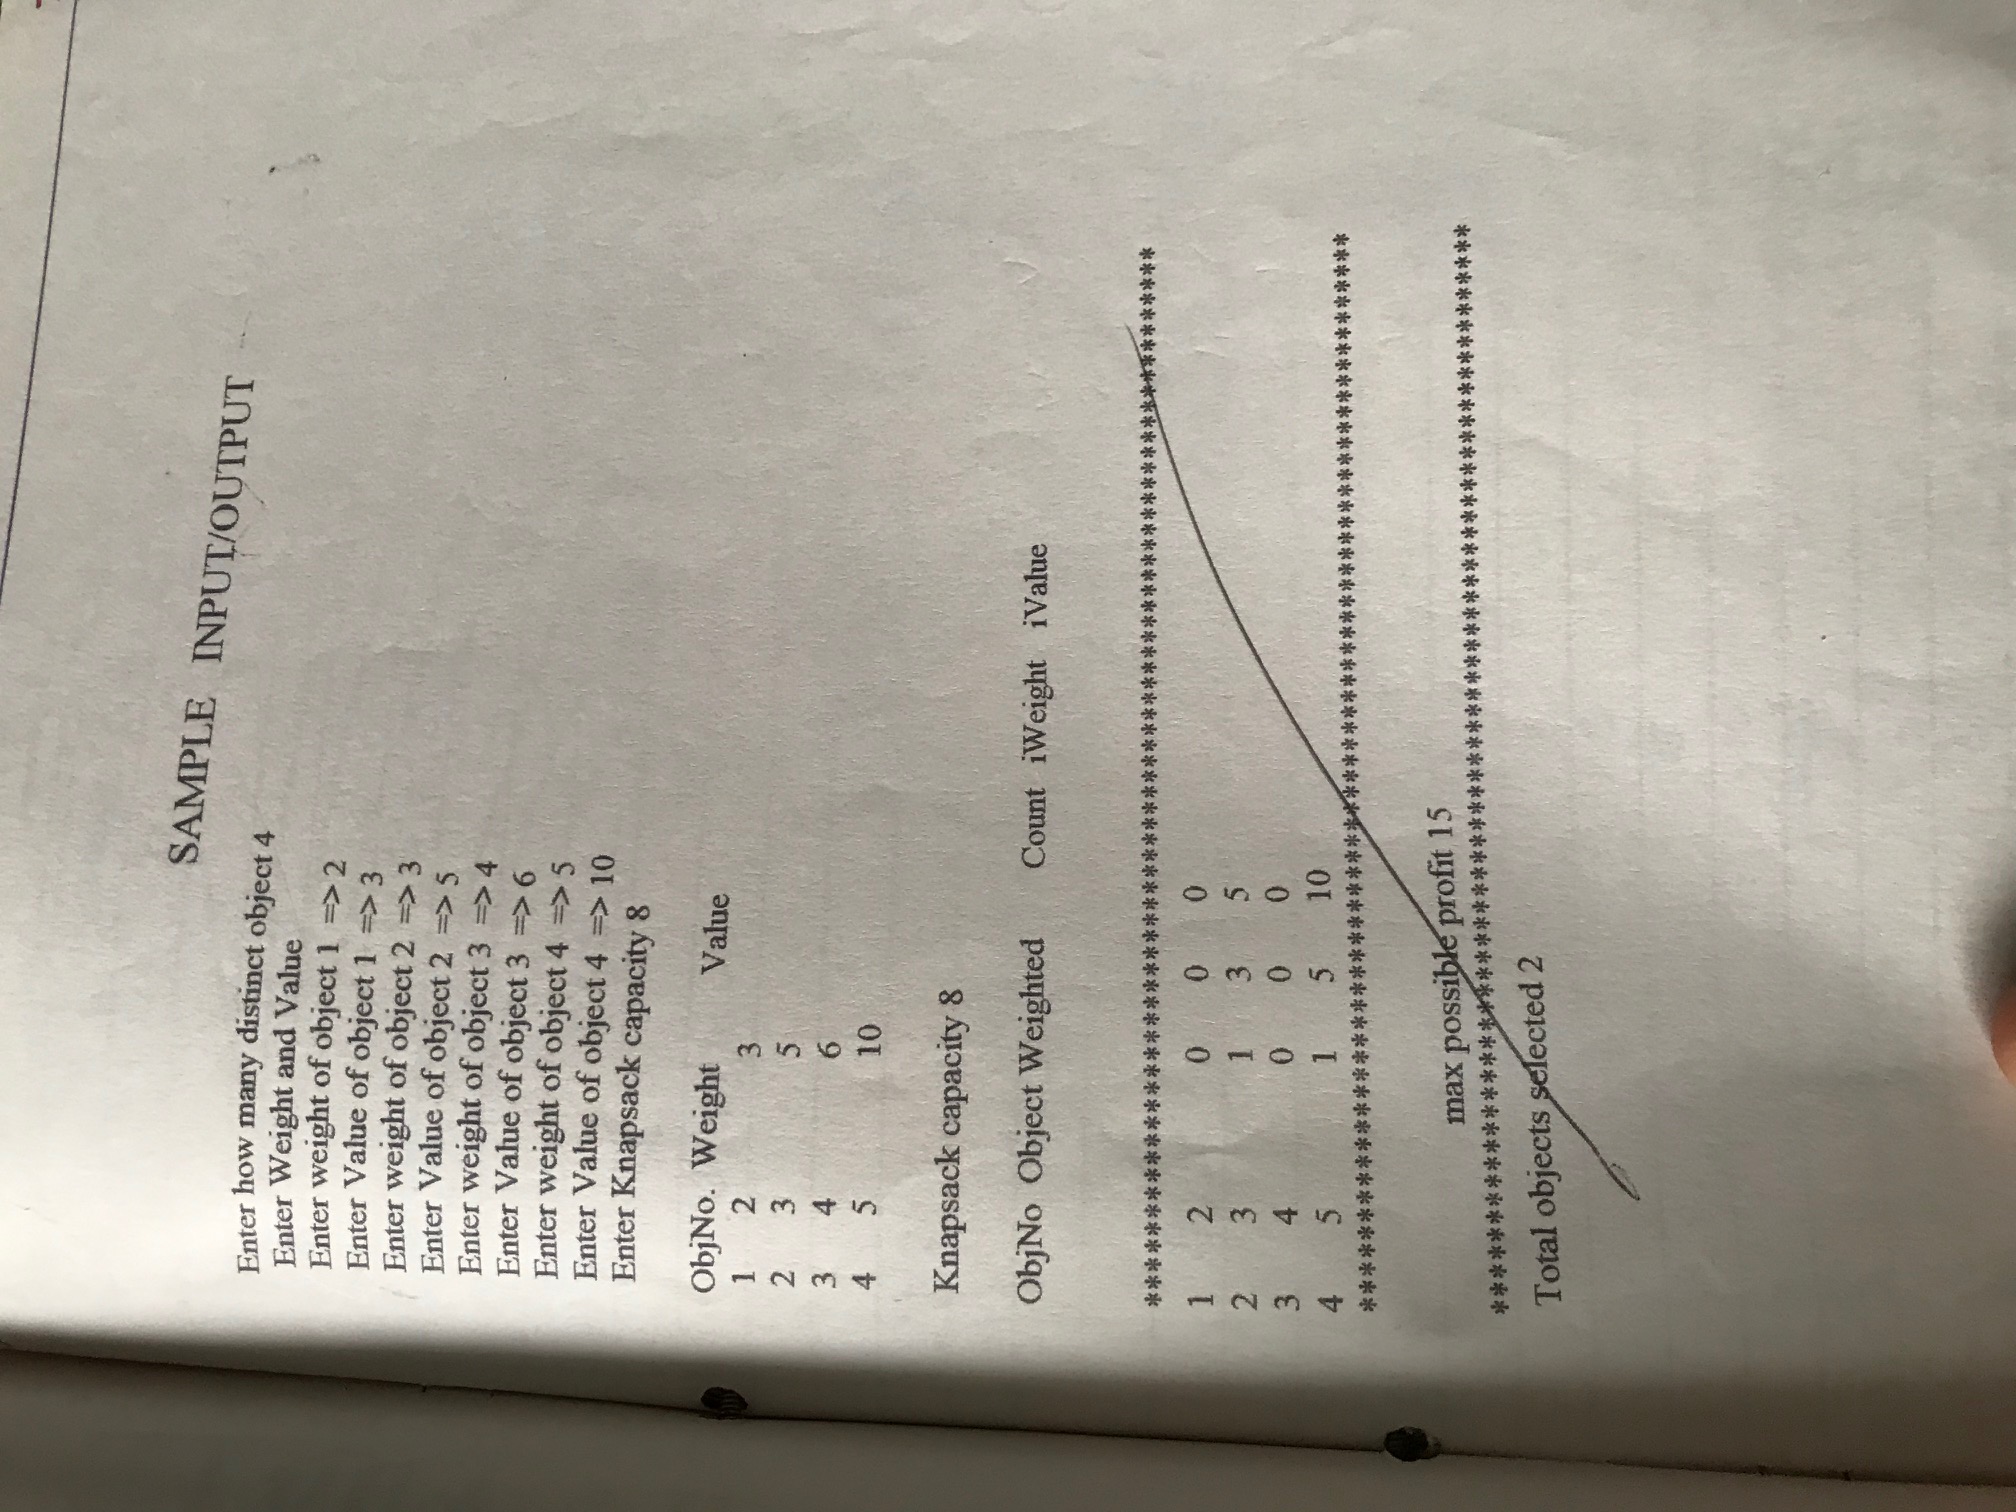 SAMPLE INPUT/OUTPUT
Enter how many distinct object 4
Enter Weight and Value
Enter weight of object 1 => 2
Enter Value of object 1 => 3
Enter weight of object 2 => 3
Enter Value of object 2 => 5
Enter weight of object 3 => 4
Enter Value of object 3 => 6
Enter weight of object 4 => 5
Enter Value of object 4 => 10
Enter Knapsack capacity 8
ObjNo. Weight Value
1 2 3
2 3 5
3 4 6
4 5 10
Knapsack capacity 8
ObjNo Object Weighted Count iWeight iValue
**************************************************************
1 2 0 0 0
2 3 1 3 5
3 4 0 0 0
4 5 1 5 10
**************************************************************
max possible profit 15
**************************************************************
Total objects selected 2